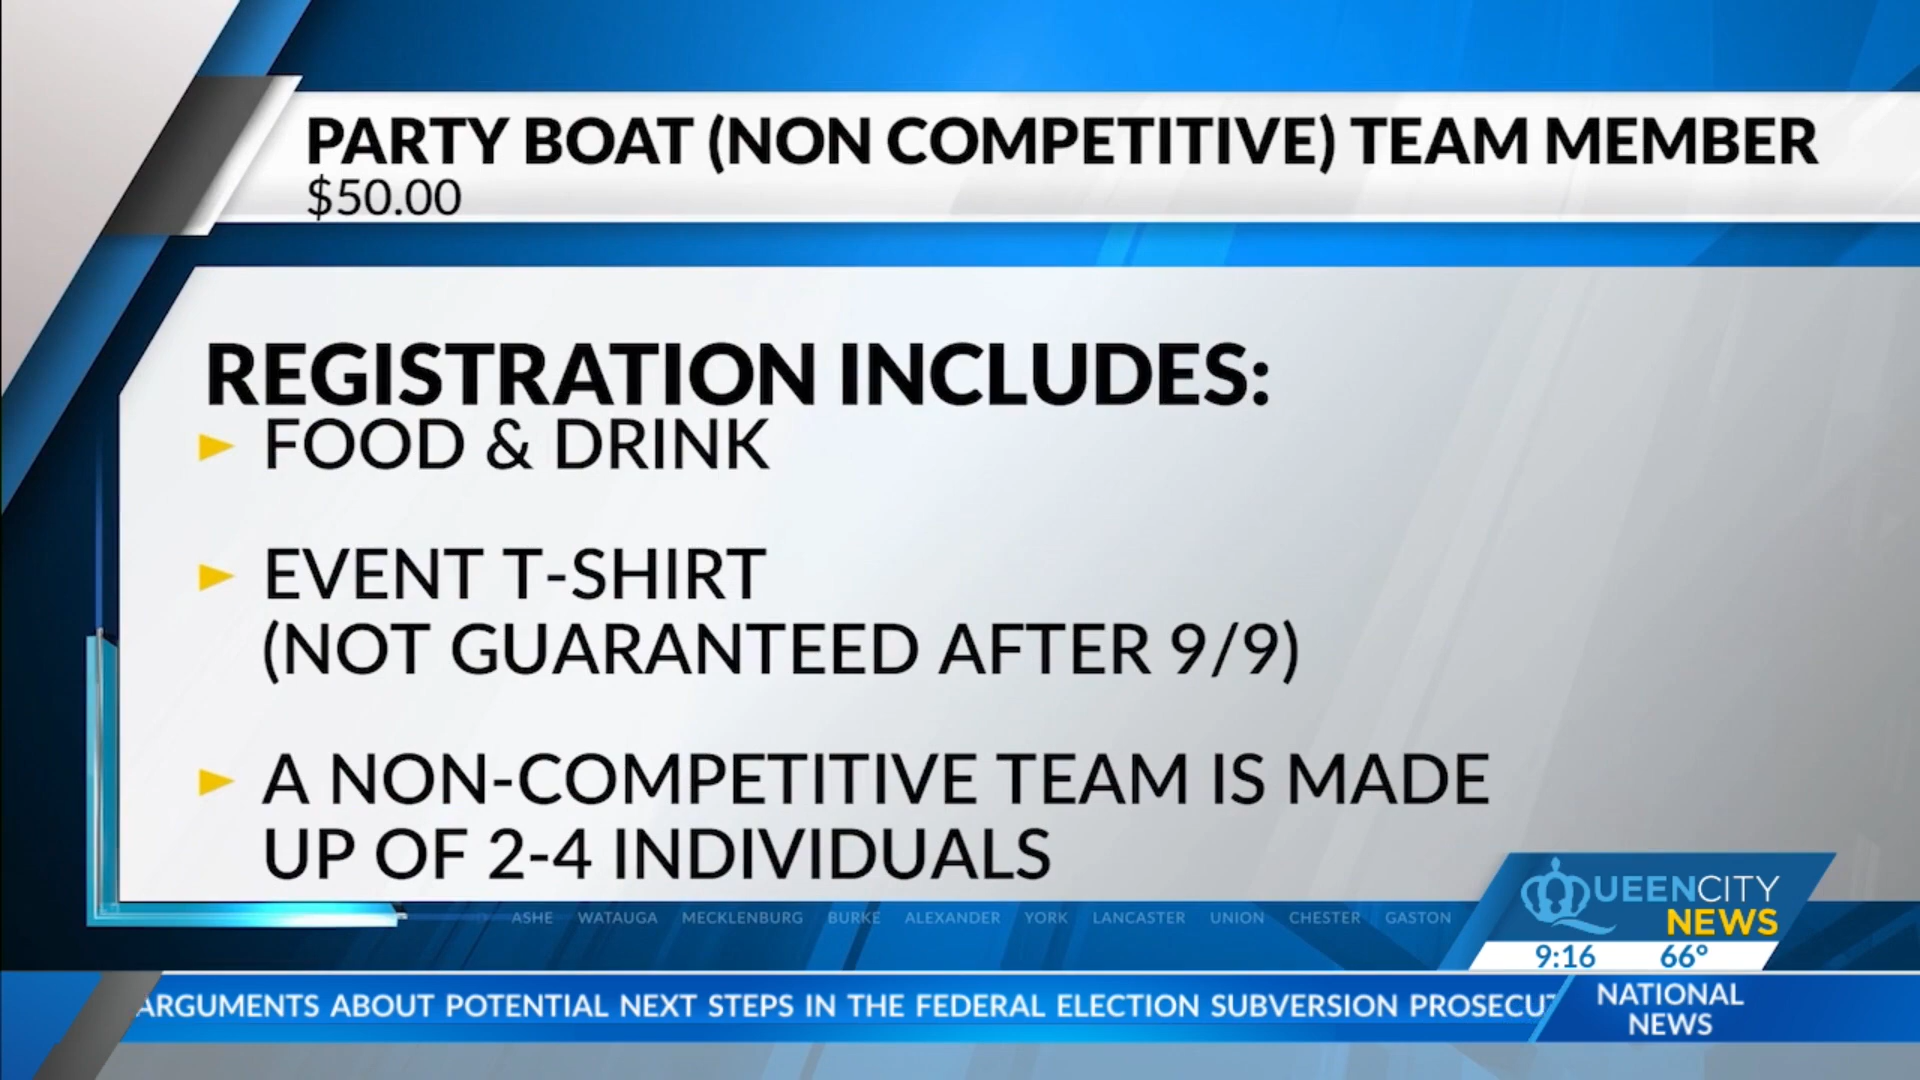 PARTY BOAT (NON COMPETITIVE) TEAM MEMBER
$50.00
REGISTRATION INCLUDES:
FOOD & DRINK
EVENT T-SHIRT
(NOT GUARANTEED AFTER 9/9)
A NON-COMPETITIVE TEAM IS MADE
UP OF 2-4 INDIVIDUALS
ASHE WATAUGA MECKLENBURG BURKE ALEXANDER YORK LANCASTER UNION CHESTER GASTON
QUEENCITY
NEWS
9:16 66°
ARGUMENTS ABOUT POTENTIAL NEXT STEPS IN THE FEDERAL ELECTION SUBVERSION PROSECUT
NATIONAL
NEWS